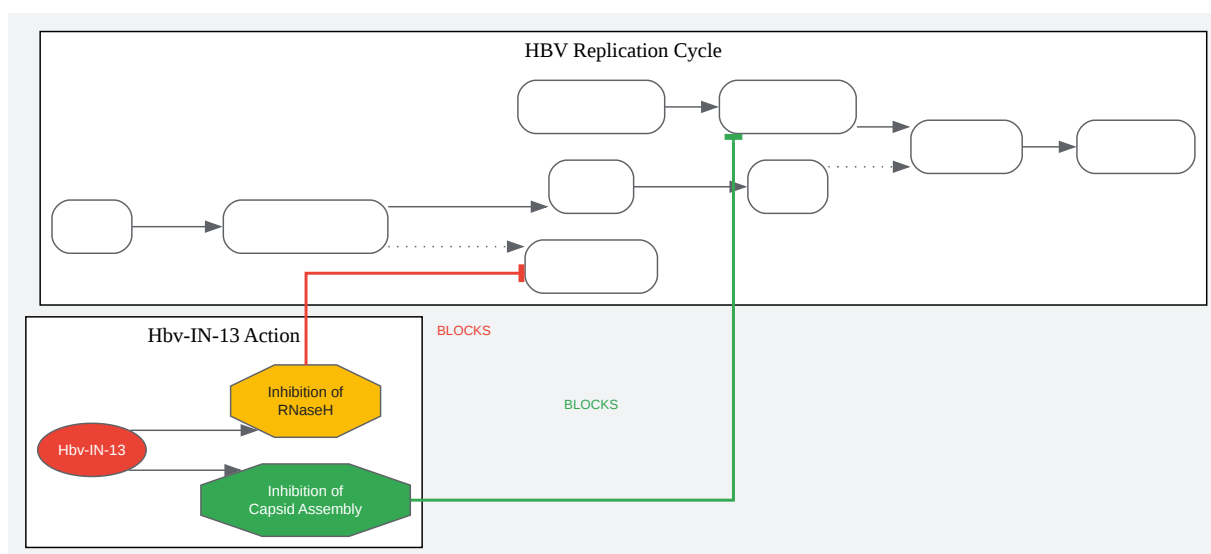 HBV Replication Cycle
Hbv-IN-13 Action
BLOCKS
Inhibition of
RNaseH
BLOCKS
Hbv-IN-13
Inhibition of
Capsid Assembly